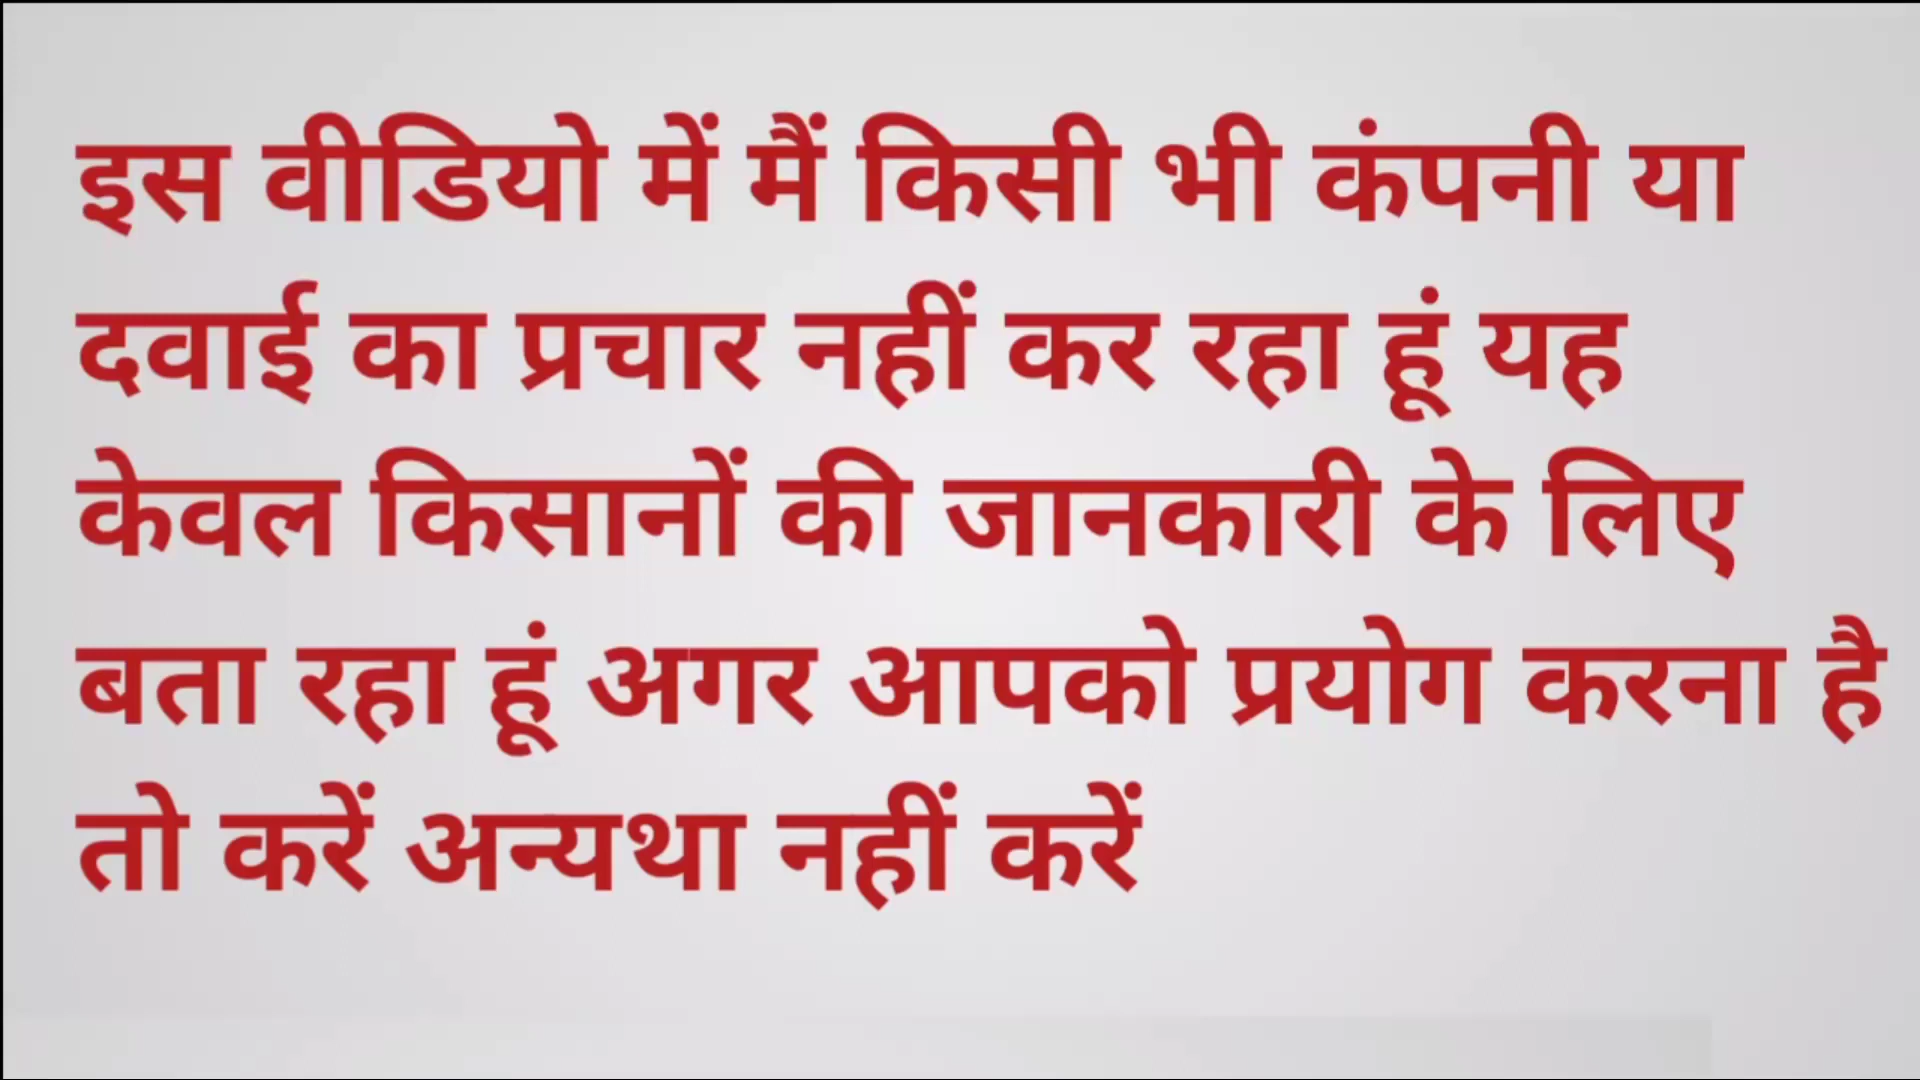 इस वीडियो में मैं किसी भी कंपनी या
दवाई का प्रचार नहीं कर रहा हूं यह
केवल किसानों की जानकारी के लिए
बता रहा हूं अगर आपको प्रयोग करना है
तो करें अन्यथा नहीं करें